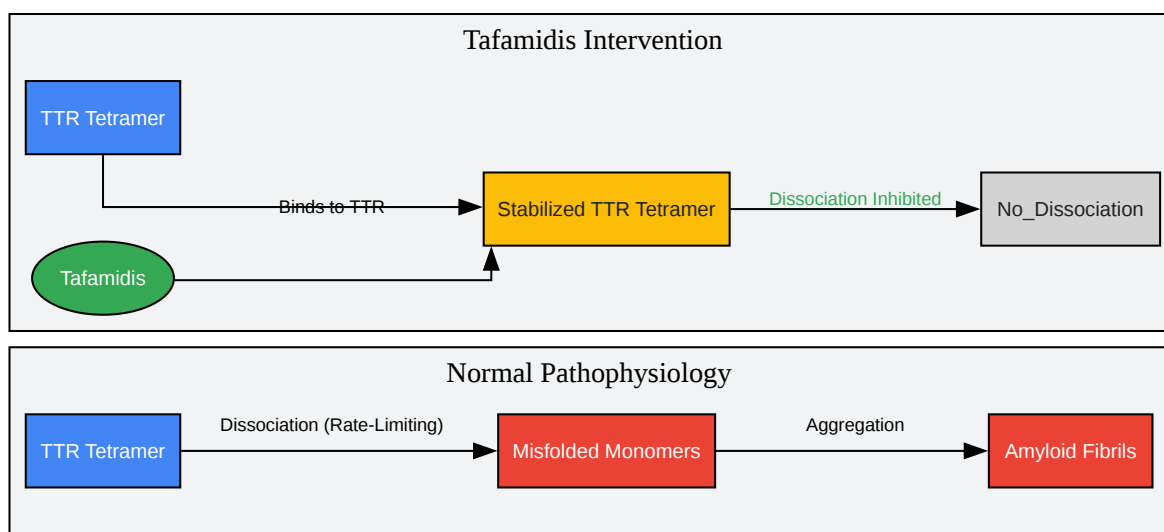 Tafamidis Intervention
TTR Tetramer
Binds to TTR
Stabilized TTR Tetramer
Dissociation Inhibited
No_Dissociation
Tafamidis
Normal Pathophysiology
TTR Tetramer
Dissociation (Rate-Limiting)
Misfolded Monomers
Aggregation
Amyloid Fibrils